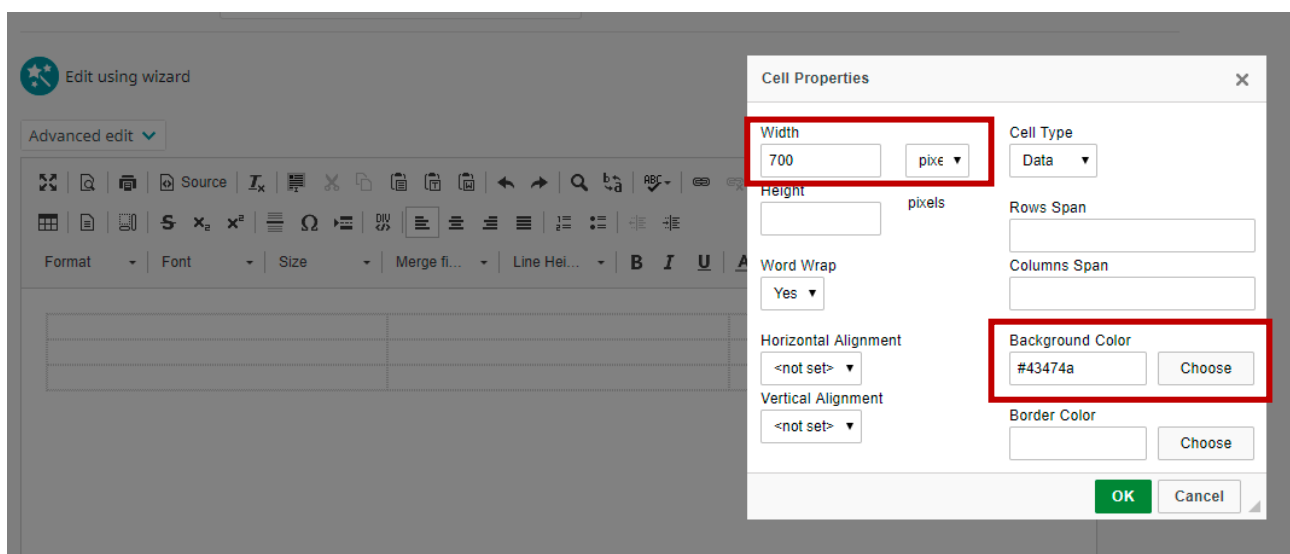 Edit using wizard
Advanced edit
Source
ABC
DIV
Format Font Size Merge fi... Line Hei... B I U A
Cell Properties
Width
700 pixe
Height
pixels
Word Wrap
Yes
Horizontal Alignment
<not set>
Vertical Alignment
<not set>
Cell Type
Data
Rows Span
Columns Span
Background Color
#43474a Choose
Border Color
Choose
OK Cancel